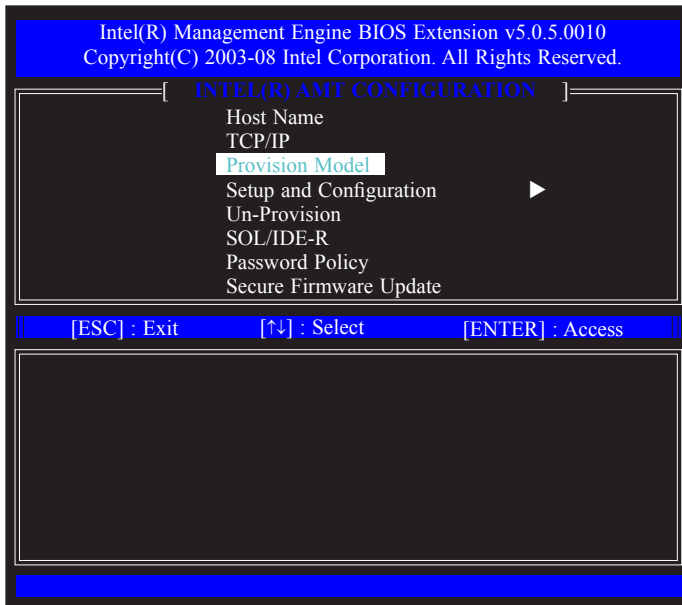 Intel(R) Management Engine BIOS Extension v5.0.5.0010
Copyright(C) 2003-08 Intel Corporation. All Rights Reserved.
[ INTEL(R) AMT CONFIGURATION ]
Host Name
TCP/IP
Provision Model
Setup and Configuration ▶
Un-Provision
SOL/IDE-R
Password Policy
Secure Firmware Update
[ESC] : Exit [↑↓] : Select [ENTER] : Access